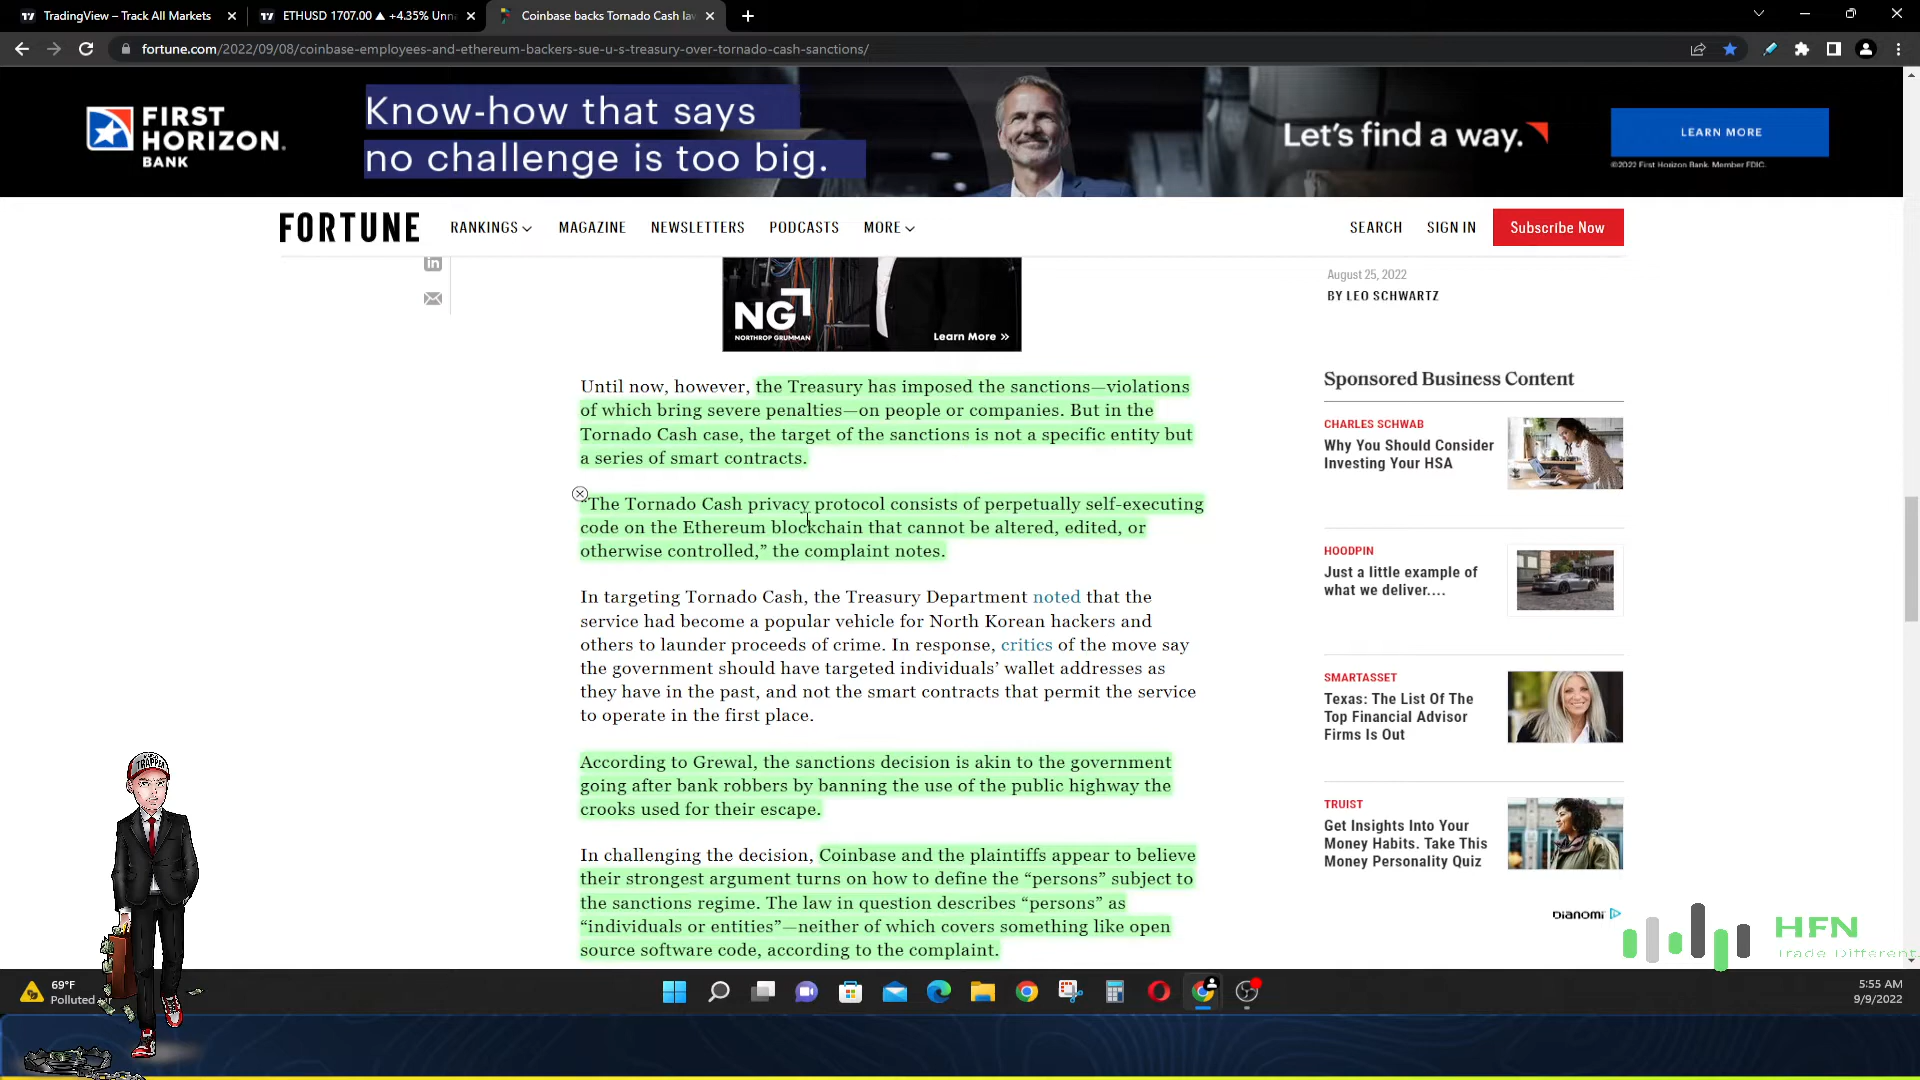 TradingView – Track All Markets
ETHUSD 1707.00 ▲ +4.35% Unn
Coinbase backs Tornado Cash la
fortune.com/2022/09/08/coinbase-employees-and-ethereum-backers-sue-u-s-treasury-over-tornado-cash-sanctions/
FIRST
HORIZON.
BANK
Know-how that says
no challenge is too big.
Let's find a way.
LEARN MORE
©2022 First Horizon Bank. Member FDIC.
FORTUNE
RANKINGS
MAGAZINE
NEWSLETTERS
PODCASTS
MORE
SEARCH
SIGN IN
Subscribe Now
in
NG
NORTHROP GRUMMAN
Learn More >>
August 25, 2022
BY LEO SCHWARTZ
Until now, however, the Treasury has imposed the sanctions—violations
of which bring severe penalties—on people or companies. But in the
Tornado Cash case, the target of the sanctions is not a specific entity but
a series of smart contracts.
“The Tornado Cash privacy protocol consists of perpetually self-executing
code on the Ethereum blockchain that cannot be altered, edited, or
otherwise controlled,” the complaint notes.
In targeting Tornado Cash, the Treasury Department noted that the
service had become a popular vehicle for North Korean hackers and
others to launder proceeds of crime. In response, critics of the move say
the government should have targeted individuals’ wallet addresses as
they have in the past, and not the smart contracts that permit the service
to operate in the first place.
According to Grewal, the sanctions decision is akin to the government
going after bank robbers by banning the use of the public highway the
crooks used for their escape.
In challenging the decision, Coinbase and the plaintiffs appear to believe
their strongest argument turns on how to define the “persons” subject to
the sanctions regime. The law in question describes “persons” as
“individuals or entities”—neither of which covers something like open
source software code, according to the complaint.
Sponsored Business Content
CHARLES SCHWAB
Why You Should Consider
Investing Your HSA
HOODPIN
Just a little example of
what we deliver....
SMARTASSET
Texas: The List Of The
Top Financial Advisor
Firms Is Out
TRUIST
Get Insights Into Your
Money Habits. Take This
Money Personality Quiz
DIANOMI
HFN
Trade Different.
TRAPPER
69°F
Polluted
5:55 AM
9/9/2022